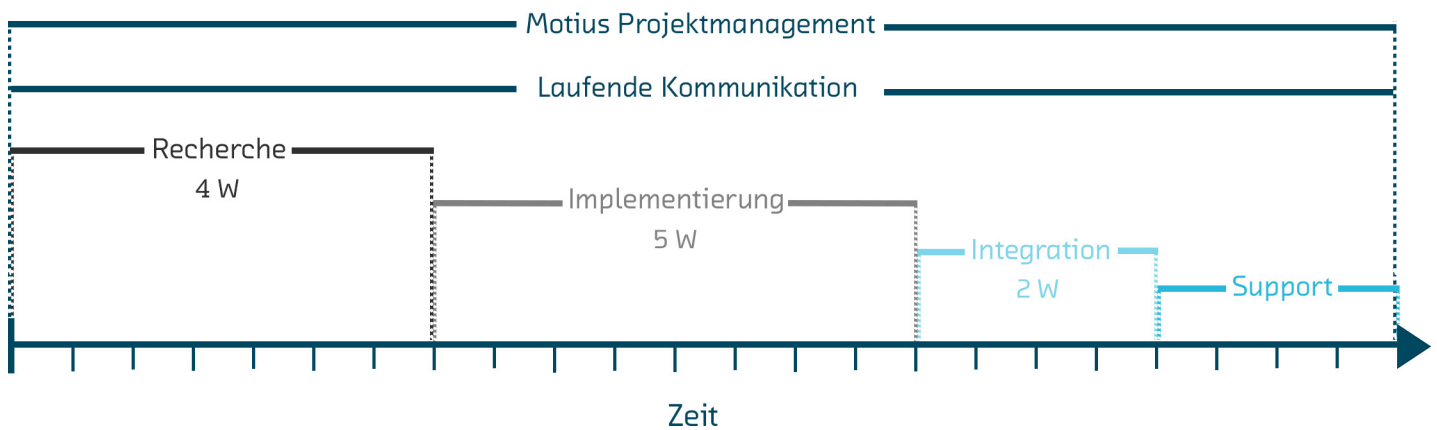 Motius Projektmanagement
Laufende Kommunikation
Recherche
4 W
Implementierung
5 W
Integration
2 W
Support
Zeit